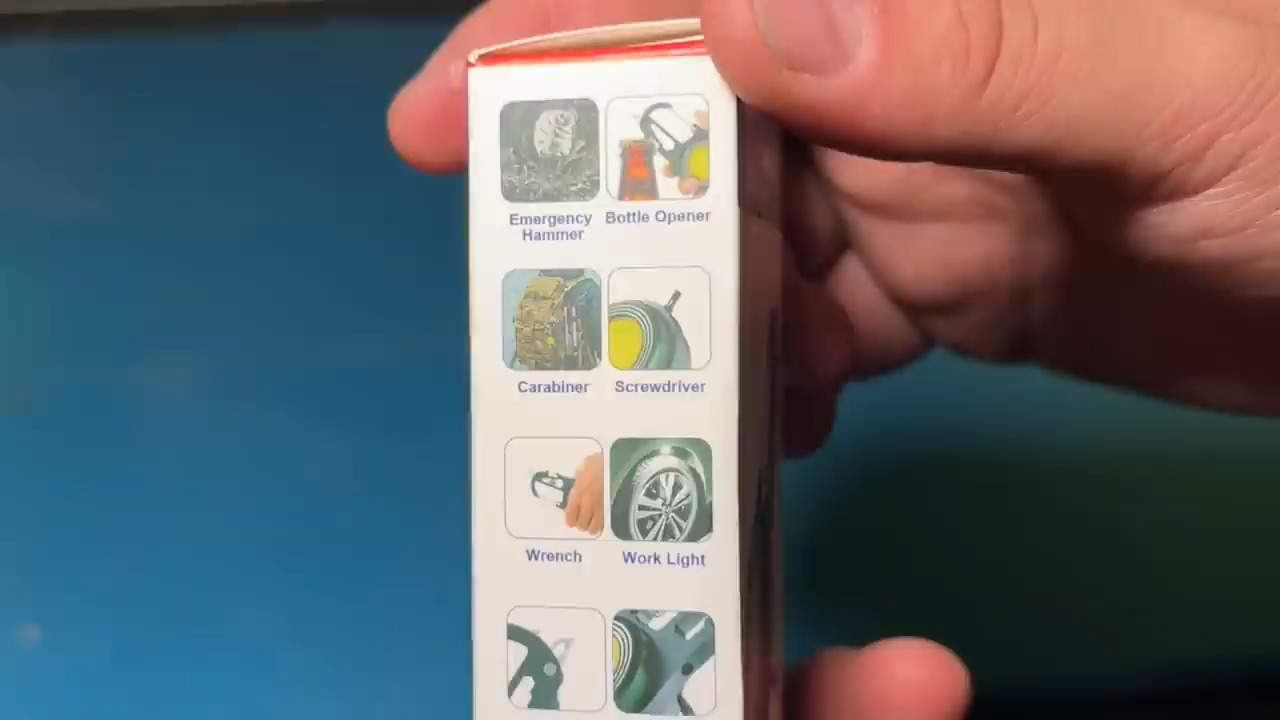 Emergency
Hammer
Bottle Opener
Carabiner
Screwdriver
Wrench
Work Light